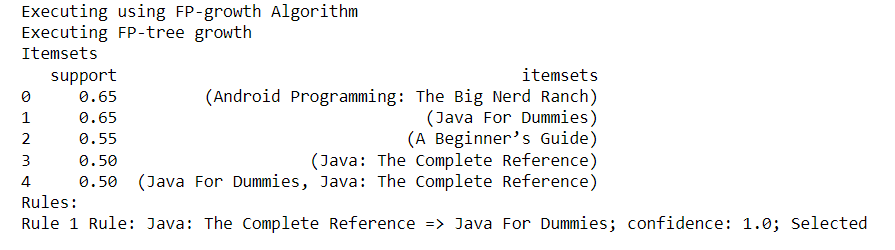 Executing using FP-growth Algorithm
Executing FP-tree growth
Itemsets
support itemsets
0 0.65 (Android Programming: The Big Nerd Ranch)
1 0.65 (Java For Dummies)
2 0.55 (A Beginner’s Guide)
3 0.50 (Java: The Complete Reference)
4 0.50 (Java For Dummies, Java: The Complete Reference)
Rules:
Rule 1 Rule: Java: The Complete Reference => Java For Dummies; confidence: 1.0; Selected